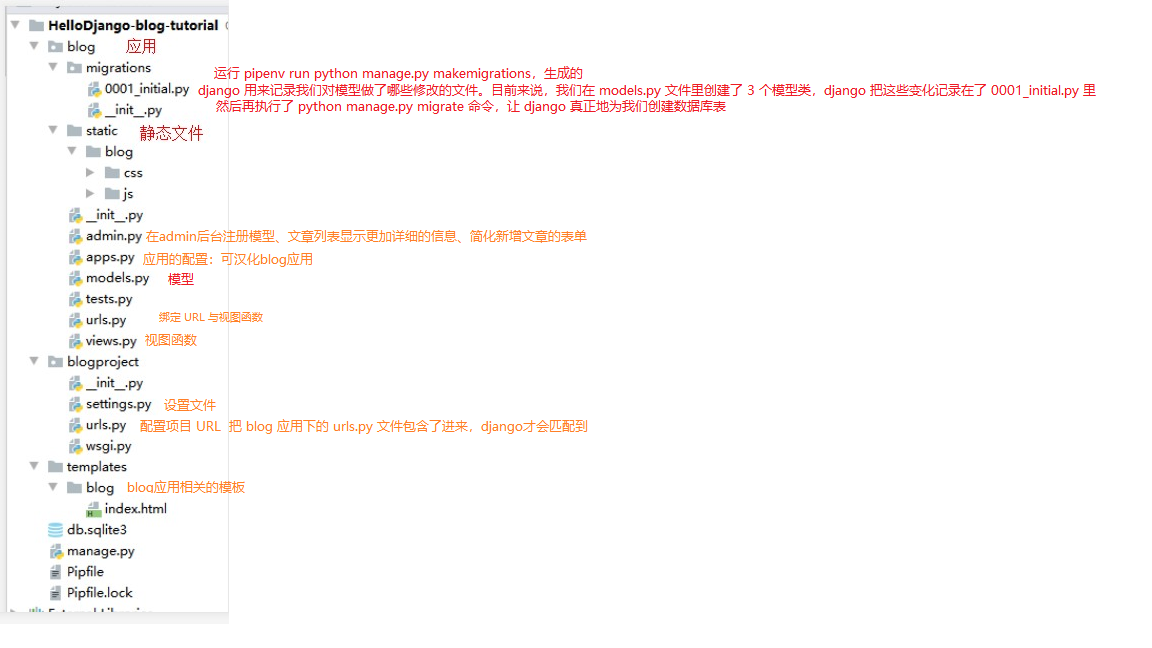 HelloDjango-blog-tutorial
blog 应用
migrations
运行 pipenv run python manage.py makemigrations，生成的
0001_initial.py django 用来记录我们对模型做了哪些修改的文件。目前来说，我们在 models.py 文件里创建了 3 个模型类，django 把这些变化记录在了 0001_initial.py 里
__init__.py 然后再执行了 python manage.py migrate 命令，让 django 真正地为我们创建数据库表
static 静态文件
blog
css
js
__init__.py
admin.py 在admin后台注册模型、文章列表显示更加详细的信息、简化新增文章的表单
apps.py 应用的配置：可汉化blog应用
models.py 模型
tests.py
urls.py 绑定 URL 与视图函数
views.py 视图函数
blogproject
__init__.py
settings.py 设置文件
urls.py 配置项目 URL 把 blog 应用下的 urls.py 文件包含了进来，django才会匹配到
wsgi.py
templates
blog blog应用相关的模板
index.html
db.sqlite3
manage.py
Pipfile
Pipfile.lock